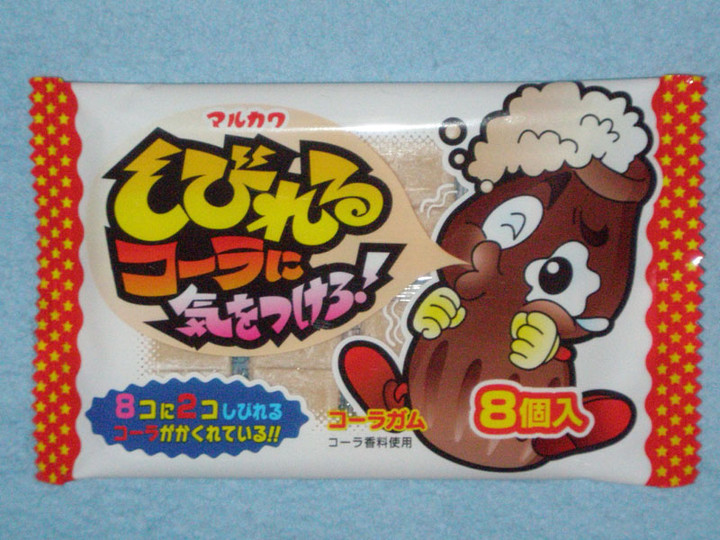 マルカワ
しびれる
コーラに
気をつけろ!
8コに2コしびれる
コーラがかくれている!!
コーラガム
コーラ香料使用
8個入